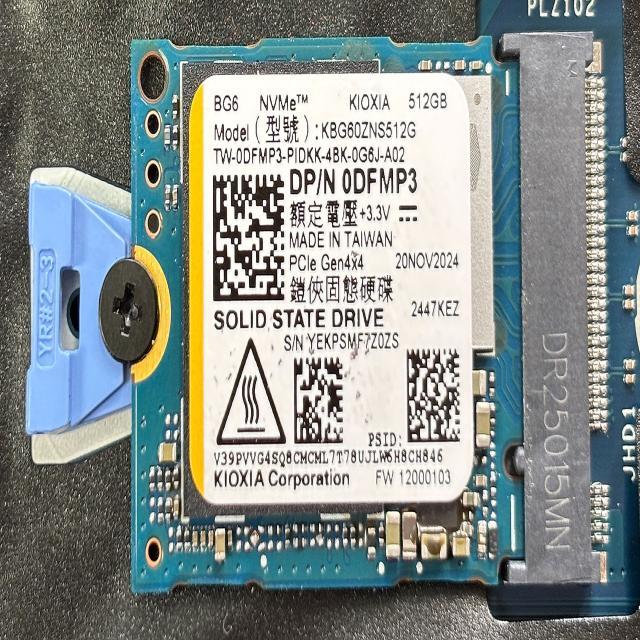 PLZ102
BG6 NVMe™ KIOXIA 512GB
Model (型號):KBG60ZNS512G
TW-0DFMP3-PIDKK-4BK-0G6J-A02
DP/N 0DFMP3
額定電壓+3.3V
MADE IN TAIWAN
PCIe Gen4x4 20NOV2024
鎧俠固態硬碟
SOLID STATE DRIVE 2447KEZ
S/N YEKPSMF7Z0ZS
PSID:
V39PVVG4SQ8CMCML7T78UJLW6H8CH846
KIOXIA Corporation FW 12000103
YR#2-3
DR25015MN
JHD1